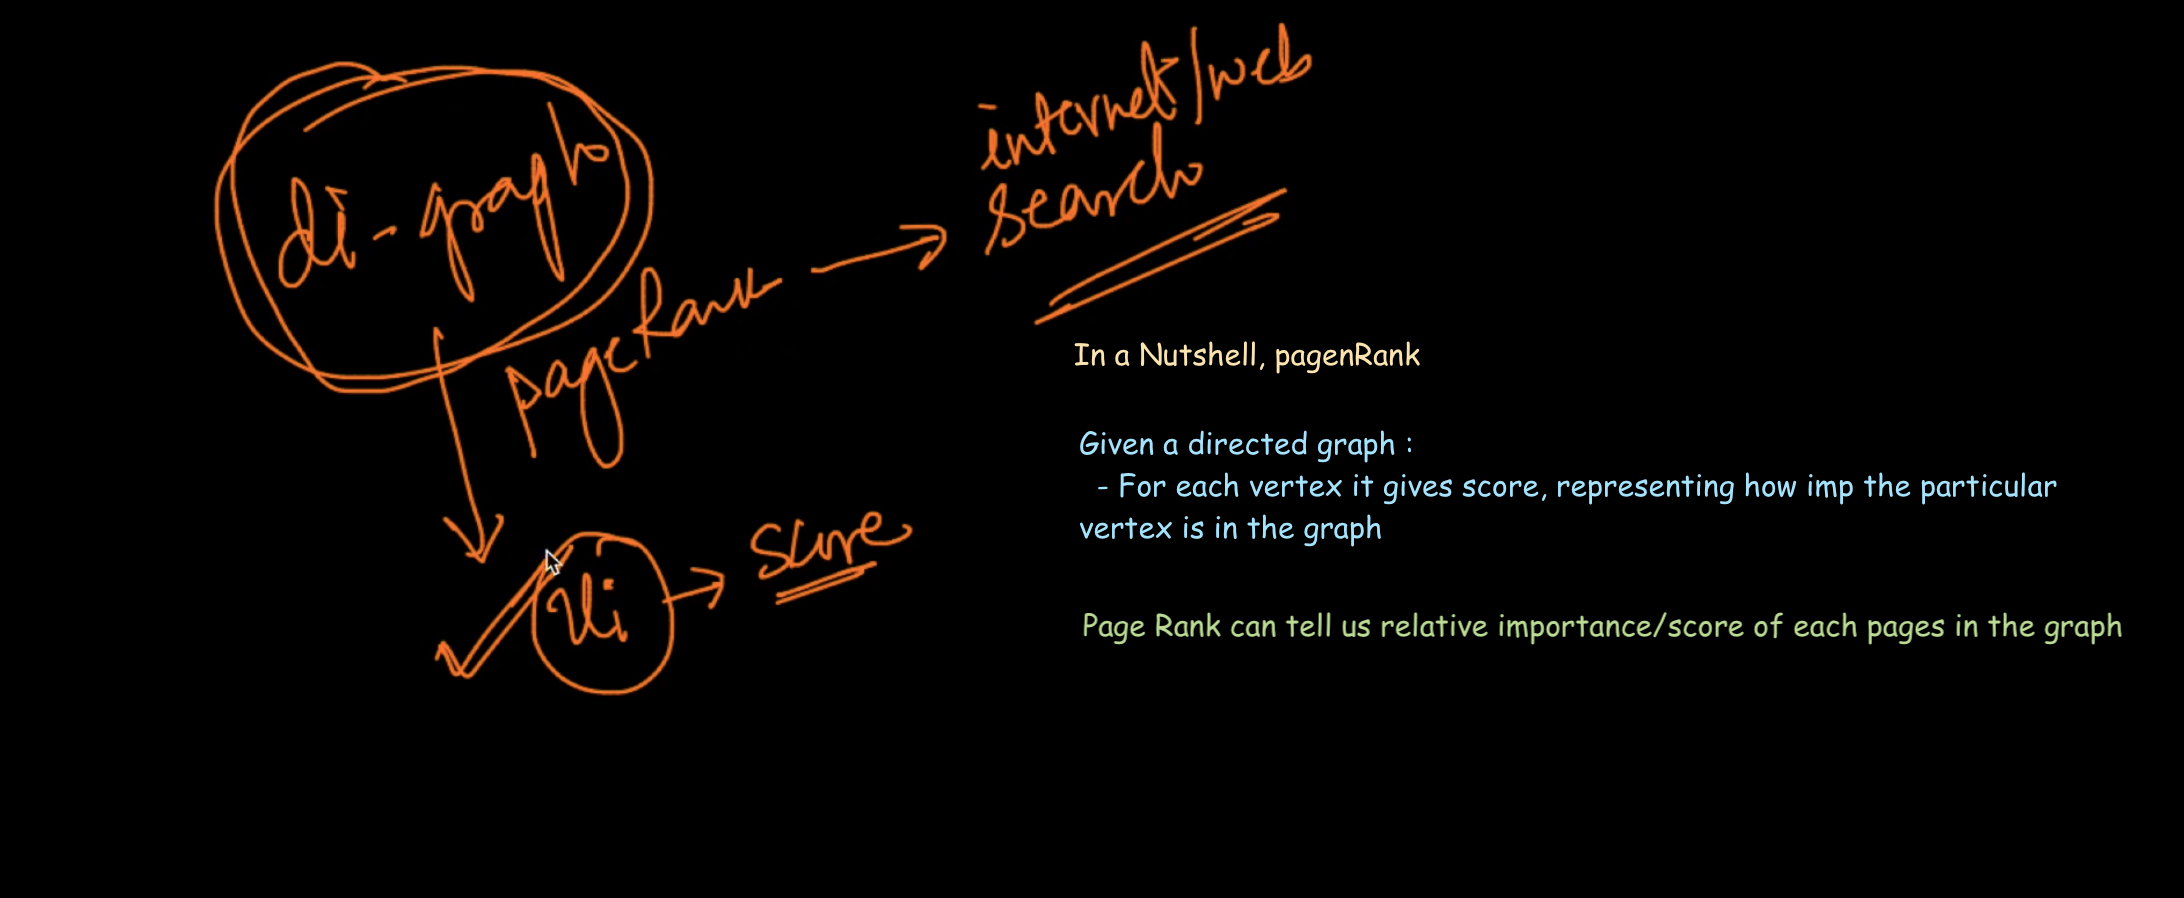 di-graph
internet/web
search
pageRank
In a Nutshell, pagenRank
Given a directed graph :
- For each vertex it gives score, representing how imp the particular
vertex is in the graph
score
Page Rank can tell us relative importance/score of each pages in the graph